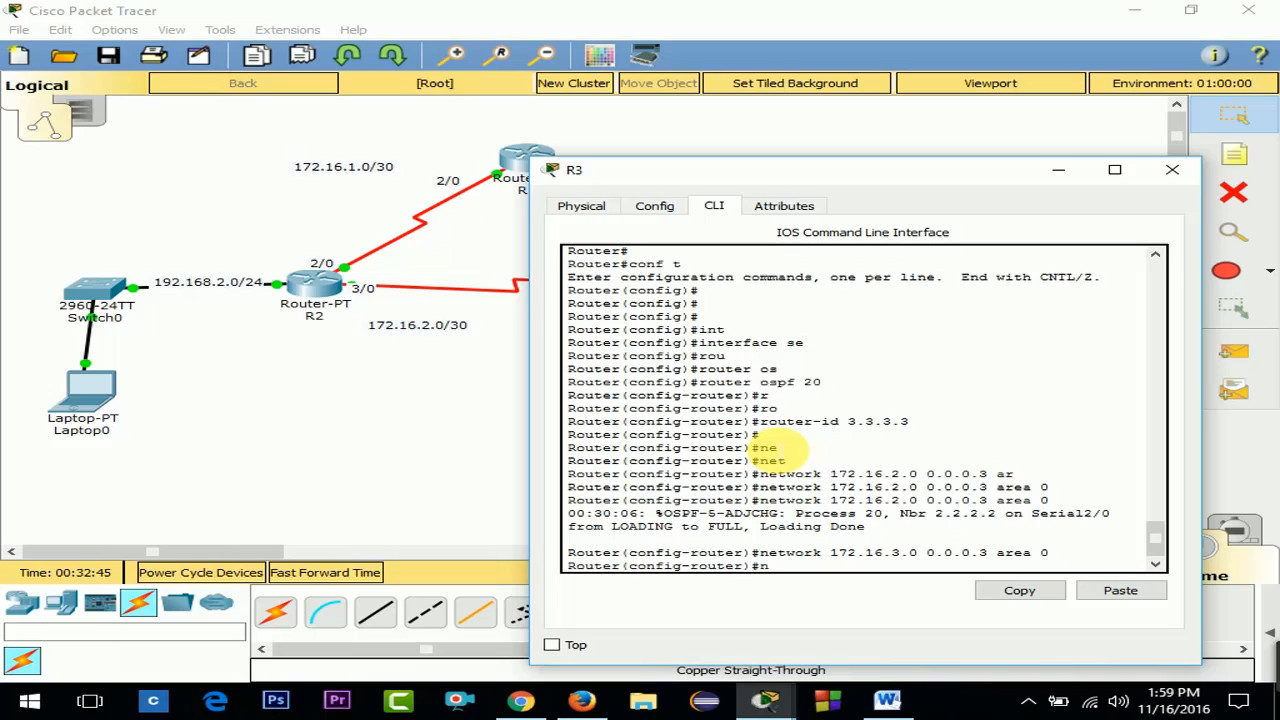 Cisco Packet Tracer
File Edit Options View Tools Extensions Help
Logical
Back
[Root]
New Cluster
Move Object
Set Tiled Background
Viewport
Environment: 01:00:00
172.16.1.0/30
2/0
2/0
192.168.2.0/24
3/0
2960-24TT
Switch0
Router-PT
R2
172.16.2.0/30
Laptop-PT
Laptop0
R3
Physical Config CLI Attributes
IOS Command Line Interface
Router#
Router#conf t
Enter configuration commands, one per line. End with CNTL/Z.
Router(config)#
Router(config)#
Router(config)#
Router(config)#int
Router(config)#interface se
Router(config)#rou
Router(config)#router os
Router(config)#router ospf 20
Router(config-router)#r
Router(config-router)#ro
Router(config-router)#router-id 3.3.3.3
Router(config-router)#
Router(config-router)#ne
Router(config-router)#net
Router(config-router)#network 172.16.2.0 0.0.0.3 ar
Router(config-router)#network 172.16.2.0 0.0.0.3 area 0
Router(config-router)#network 172.16.2.0 0.0.0.3 area 0
00:30:06: %OSPF-5-ADJCHG: Process 20, Nbr 2.2.2.2 on Serial2/0
from LOADING to FULL, Loading Done
Router(config-router)#network 172.16.3.0 0.0.0.3 area 0
Router(config-router)#n
Copy
Paste
Top
Time: 00:32:45
Power Cycle Devices
Fast Forward Time
Copper Straight-Through
1:59 PM
11/16/2016